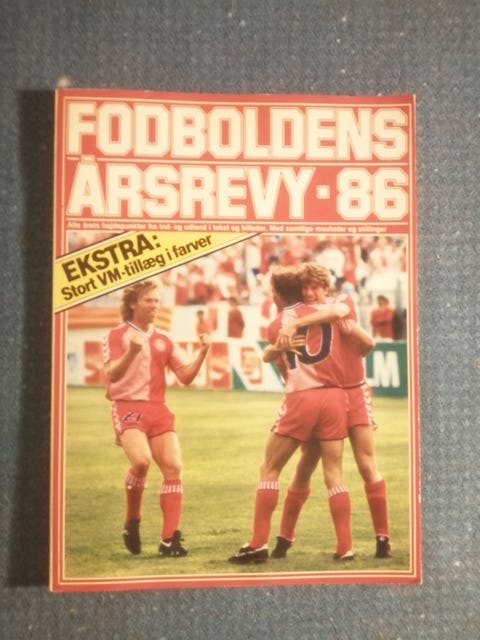 FODBOLDENS
ÅRSREVY·86
Alle årets højdepunkter fra ind- og udland i tekst og billeder. Med samtlige resultater og stillinger
EKSTRA:
Stort VM-tillæg i farver
10